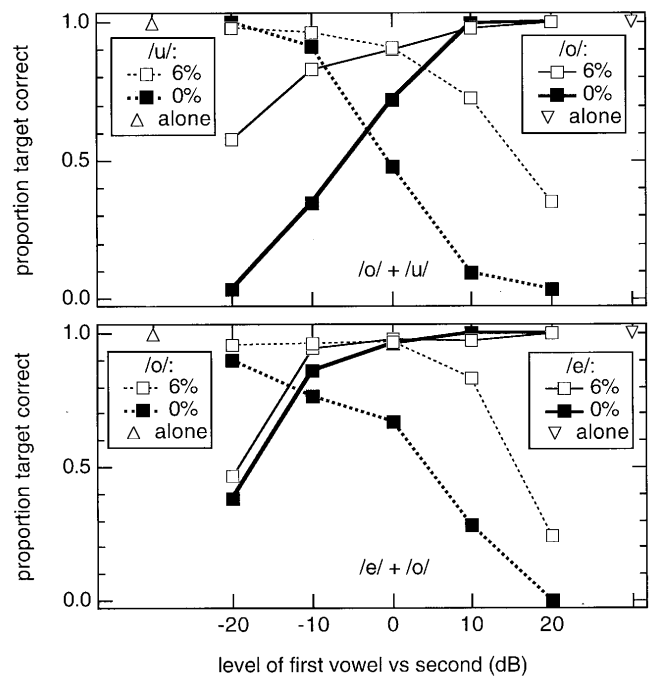 proportion target correct
1.0
0.5
0.0
/u/:
6%
0%
alone
/o/:
6%
0%
alone
/o/ + /u/
proportion target correct
1.0
0.5
0.0
/o/:
6%
0%
alone
/e/:
6%
0%
alone
/e/ + /o/
-20 -10 0 10 20
level of first vowel vs second (dB)